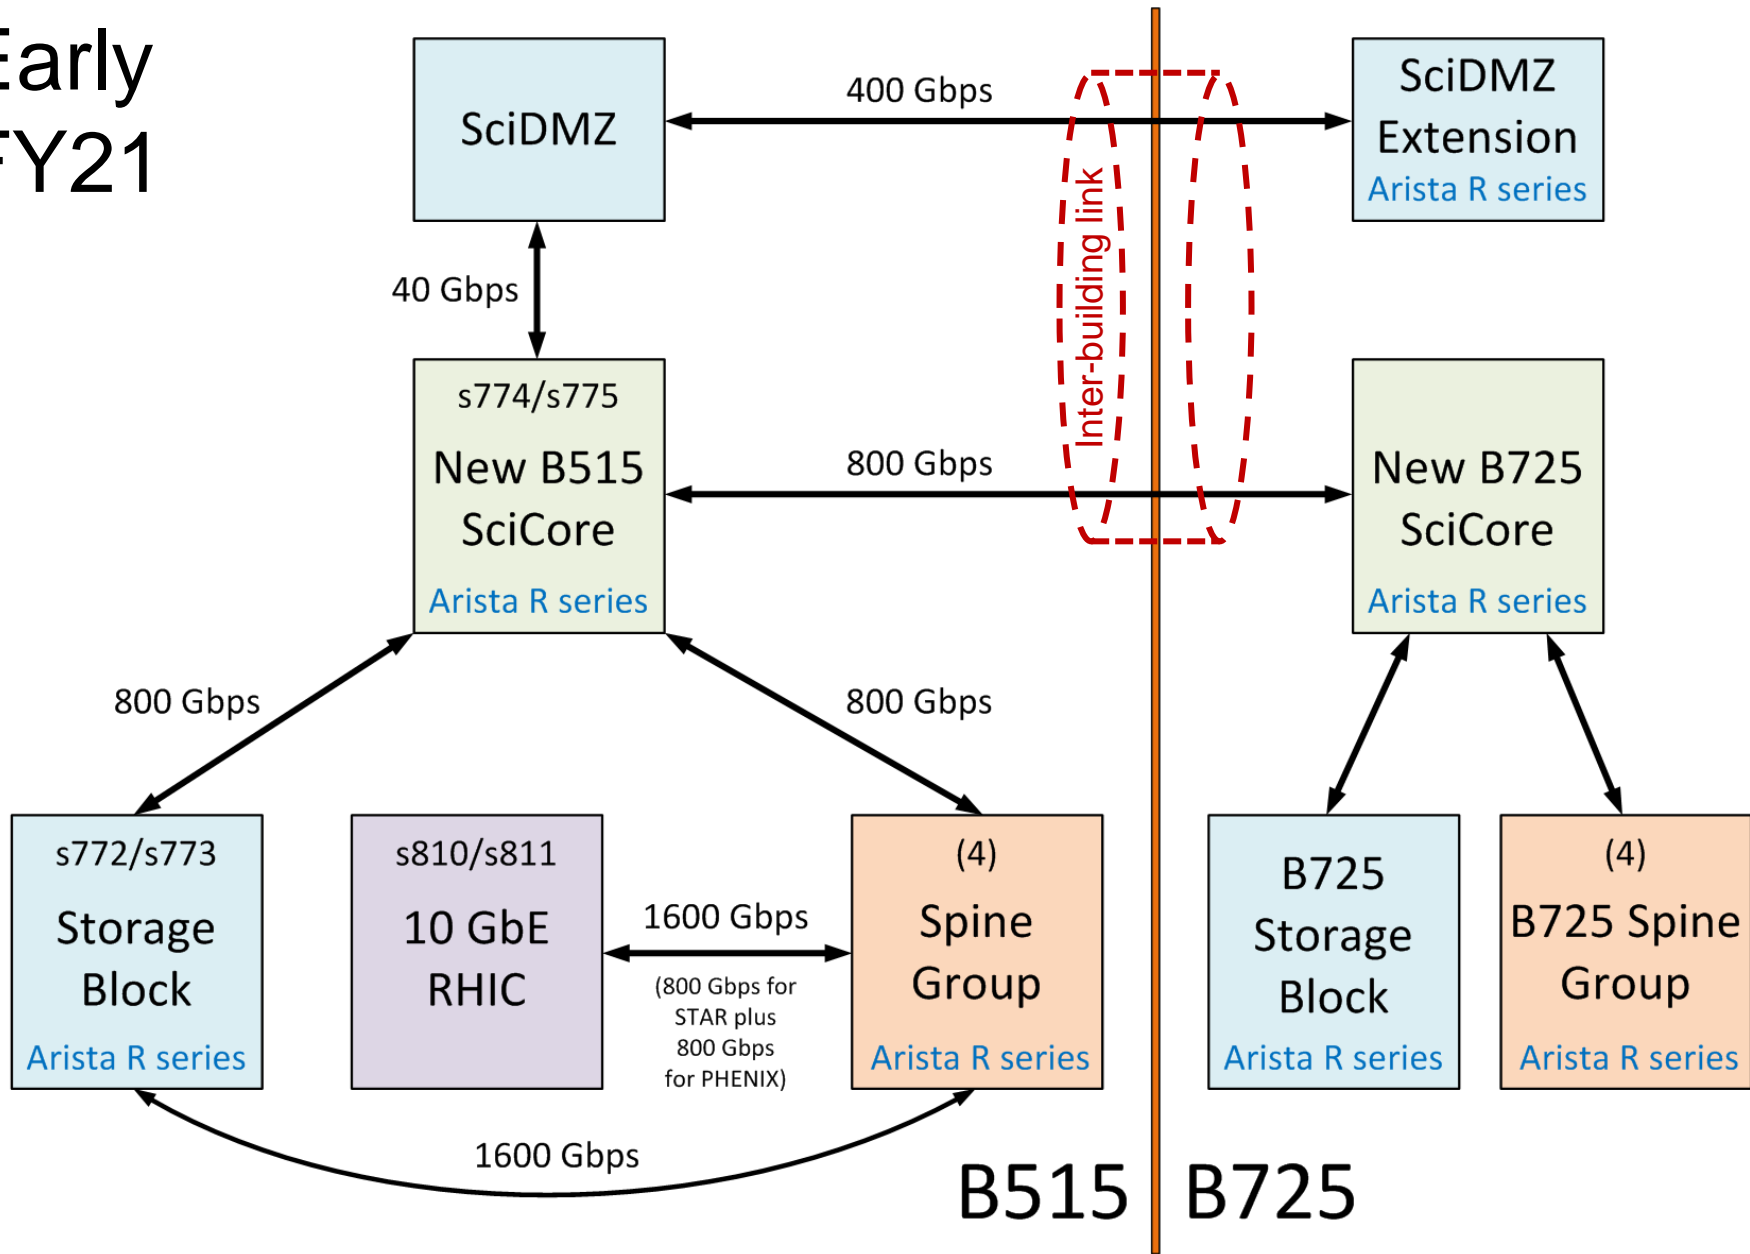 Early
FY21
SciDMZ
400 Gbps
SciDMZ
Extension
Arista R series
Inter-building link
40 Gbps
s774/s775
New B515
SciCore
Arista R series
800 Gbps
New B725
SciCore
Arista R series
800 Gbps
800 Gbps
s772/s773
Storage
Block
Arista R series
s810/s811
10 GbE
RHIC
1600 Gbps
(800 Gbps for
STAR plus
800 Gbps
for PHENIX)
(4)
Spine
Group
Arista R series
B725
Storage
Block
Arista R series
(4)
B725 Spine
Group
Arista R series
1600 Gbps
B515
B725